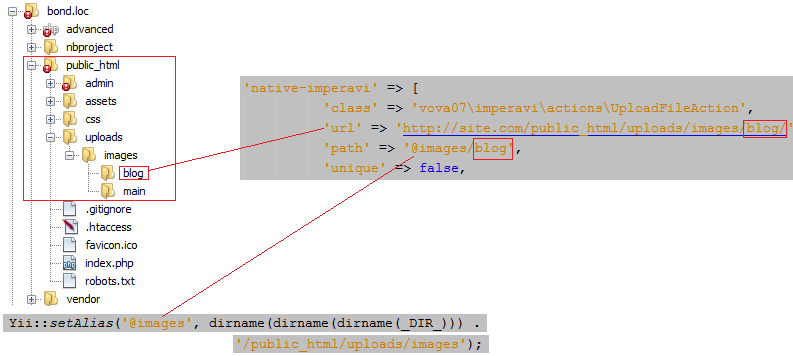 bond.loc
advanced
nbproject
public_html
admin
assets
css
uploads
images
blog
main
.gitignore
.htaccess
favicon.ico
index.php
robots.txt
vendor
'native-imperavi' => [
'class' => 'vova07\imperavi\actions\UploadFileAction',
'url' => 'http://site.com/public_html/uploads/images/blog/'
'path' => '@images/blog',
'unique' => false,
Yii::setAlias('@images', dirname(dirname(dirname(_DIR_))) .
'/public_html/uploads/images');